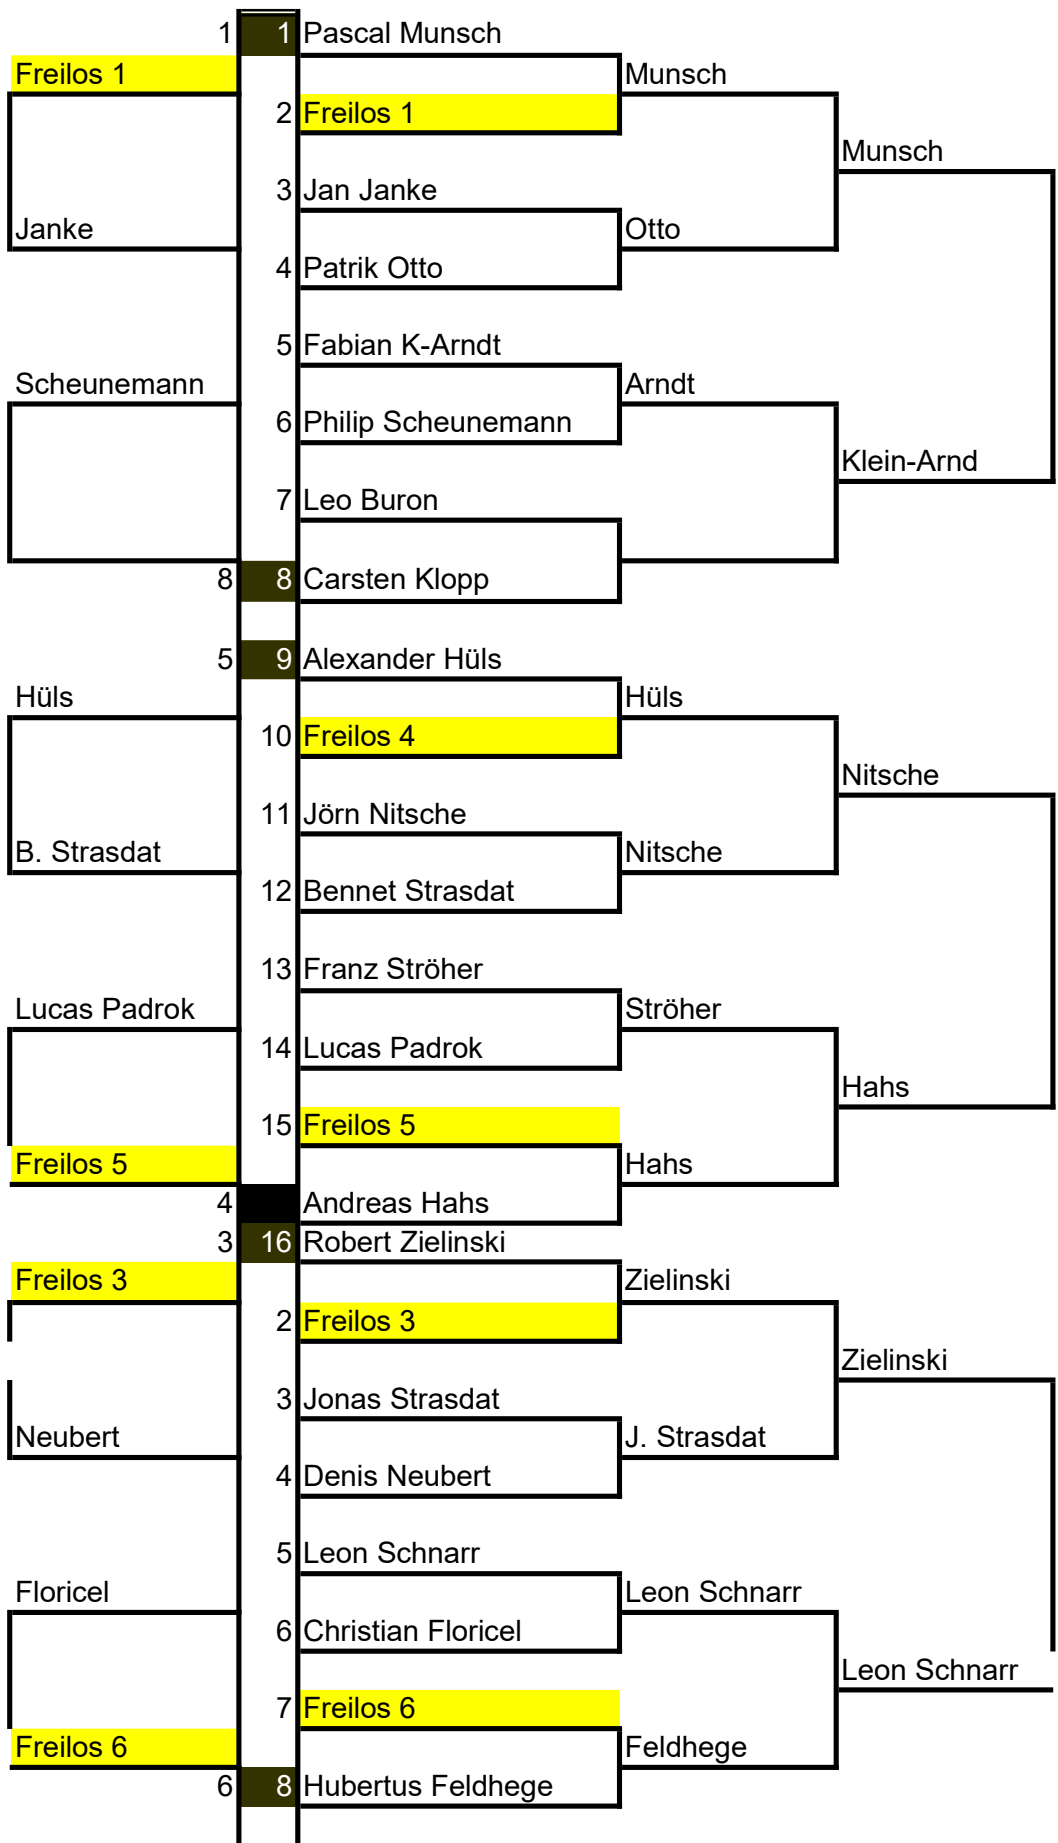 1 1 Pascal Munsch
Freilos 1 Munsch
2 Freilos 1
Munsch
3 Jan Janke
Janke Otto
4 Patrik Otto
5 Fabian K-Arndt
Scheunemann Arndt
6 Philip Scheunemann
Klein-Arnd
7 Leo Buron
8 8 Carsten Klopp
5 9 Alexander Hüls
Hüls Hüls
10 Freilos 4
Nitsche
11 Jörn Nitsche
B. Strasdat Nitsche
12 Bennet Strasdat
13 Franz Ströher
Lucas Padrok Ströher
14 Lucas Padrok
Hahs
15 Freilos 5
Freilos 5 Hahs
4 Andreas Hahs
3 16 Robert Zielinski
Freilos 3 Zielinski
2 Freilos 3
Zielinski
3 Jonas Strasdat
Neubert J. Strasdat
4 Denis Neubert
5 Leon Schnarr
Floricel Leon Schnarr
6 Christian Floricel
Leon Schnarr
7 Freilos 6
Freilos 6 Feldhege
6 8 Hubertus Feldhege